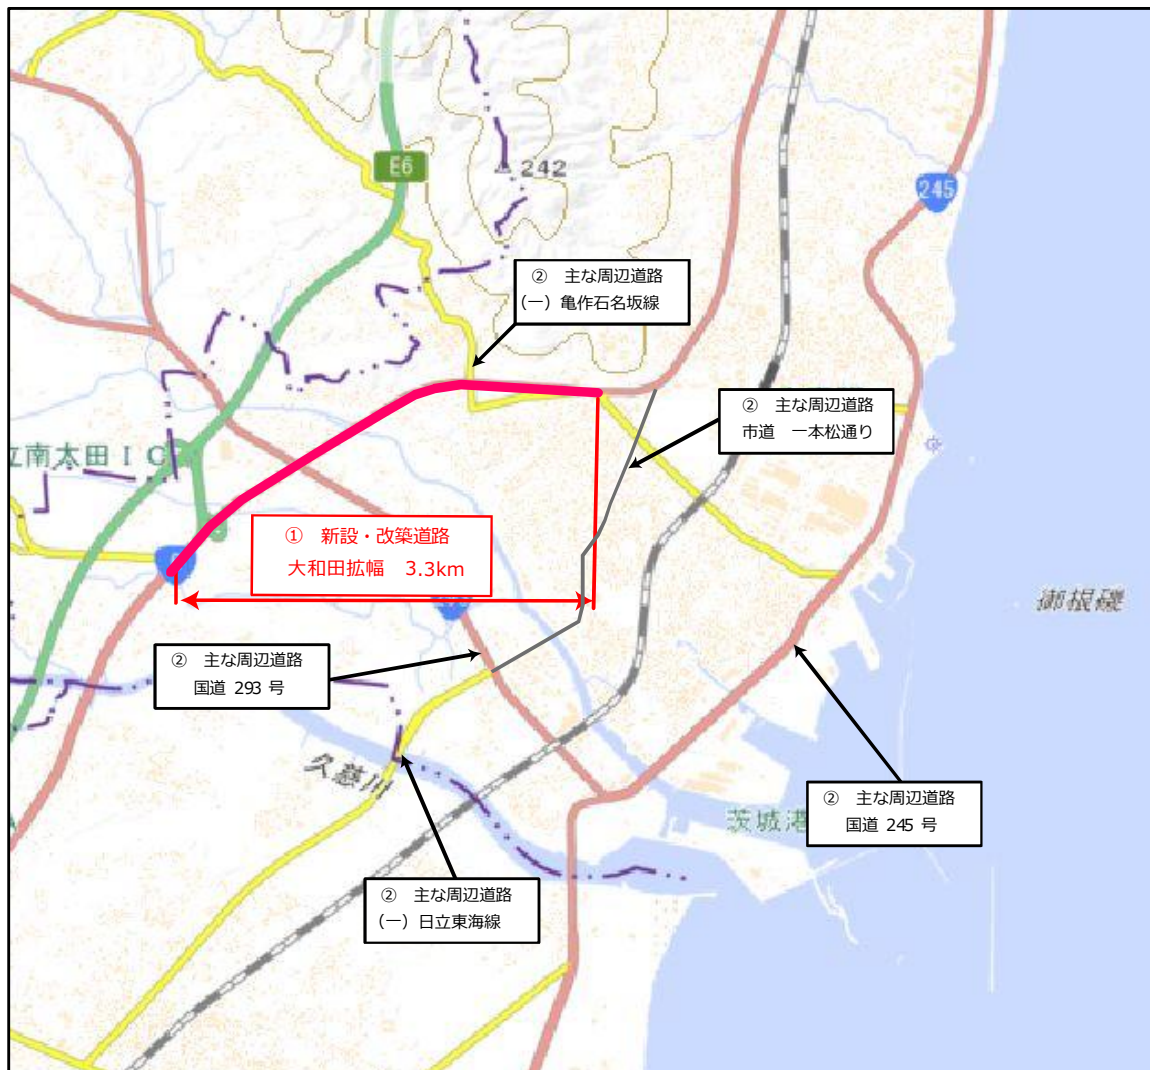 E6
242
245
② 主な周辺道路
(一) 亀作石名坂線
② 主な周辺道路
市道 一本松通り
立南太田IC
① 新設・改築道路
大和田拡幅 3.3km
御根磯
② 主な周辺道路
国道 293 号
久慈川
② 主な周辺道路
国道 245 号
茨城港
② 主な周辺道路
(一) 日立東海線